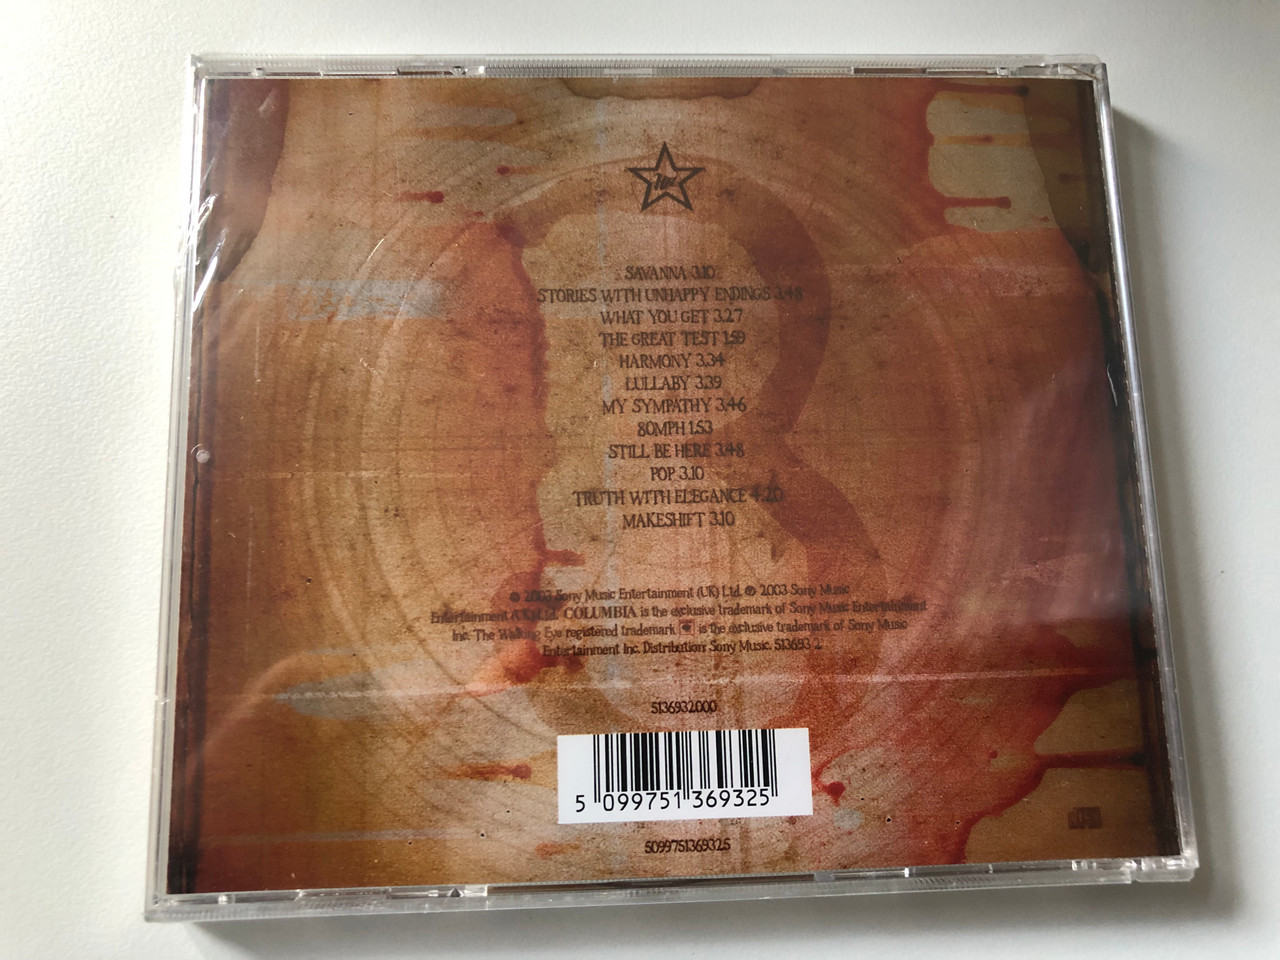 SAVANNA 3.10
STORIES WITH UNHAPPY ENDINGS 3.48
WHAT YOU GET 3.27
THE GREAT TEST 1.59
HARMONY 3.34
LULLABY 3.39
MY SYMPATHY 3.46
80MPH 1.53
STILL BE HERE 3.48
POP 3.10
TRUTH WITH ELEGANCE 4.20
MAKESHIFT 3.10
℗ 2003 Sony Music Entertainment (UK) Ltd. © 2003 Sony Music
Entertainment (UK) Ltd. COLUMBIA is the exclusive trademark of Sony Music Entertainment
Inc. The Walking Eye registered trademark is the exclusive trademark of Sony Music
Entertainment Inc. Distribution: Sony Music. 513693 2
5136932000
5 099751 369325
5099751369325